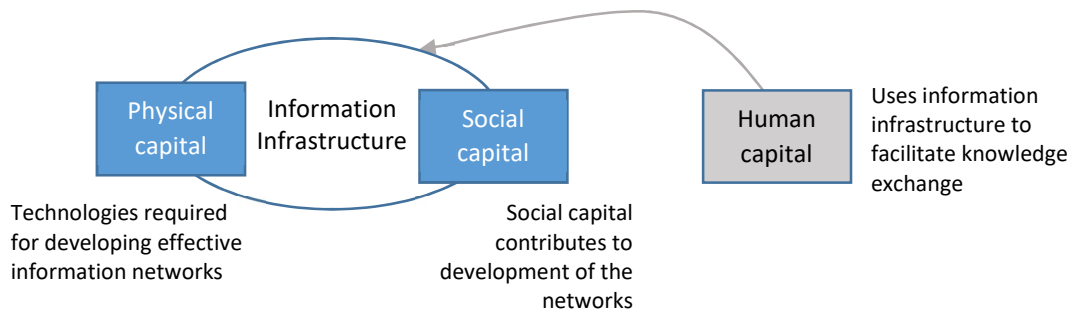 Physical
capital
Information
Infrastructure
Social
capital
Human
capital
Uses information
infrastructure to
facilitate knowledge
exchange
Technologies required
for developing effective
information networks
Social capital
contributes to
development of the
networks